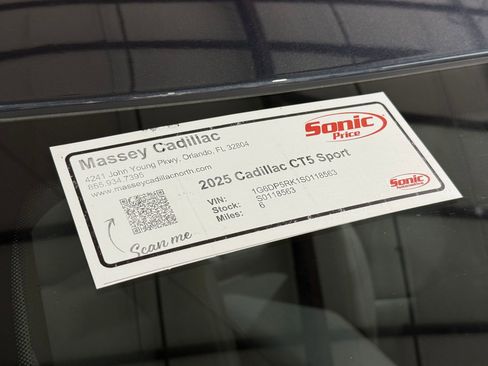 Massey Cadillac
4241 John Young Pkwy, Orlando, FL 32804
855.934.7395
www.masseycadillacnorth.com
Scan me
Sonic
Price
2025 Cadillac CT5 Sport
VIN: 1G6DP5RK1S0118563
Stock: S0118563
Miles: 6
Sonic